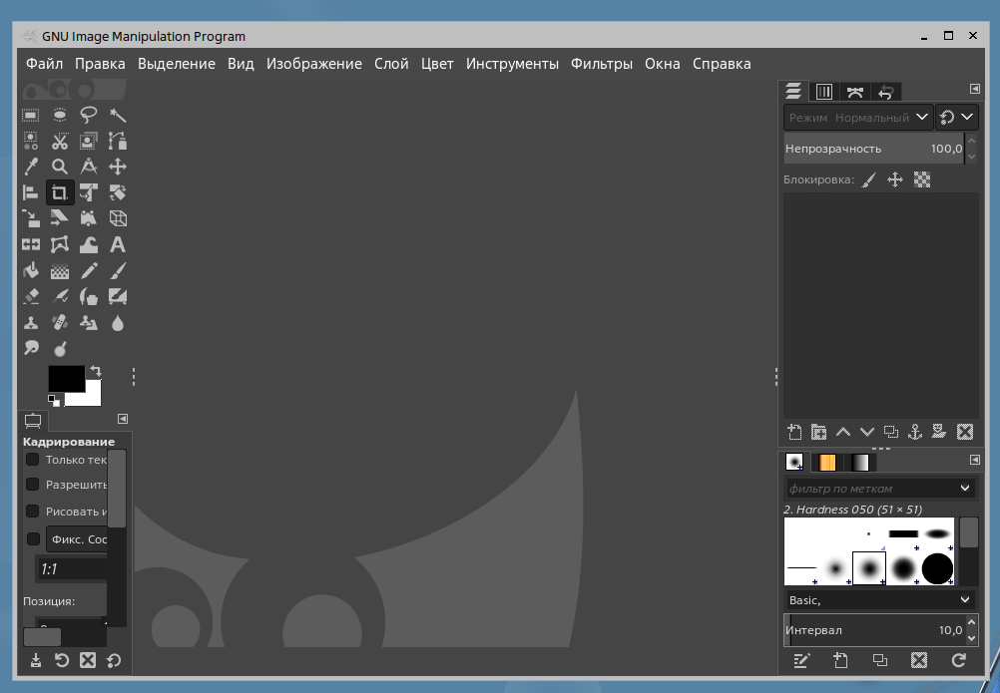 GNU Image Manipulation Program
Файл Правка Выделение Вид Изображение Слой Цвет Инструменты Фильтры Окна Справка
Режим Нормальный
Непрозрачность 100,0
Блокировка:
Кадрирование
Только тек
Разрешить
Рисовать и
Фикс. Сос
1:1
Позиция:
фильтр по меткам
2. Hardness 050 (51 × 51)
Basic,
Интервал 10,0